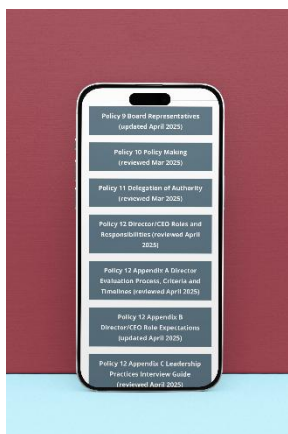 Policy 9 Board Representatives
(updated April 2025)
Policy 10 Policy Making
(reviewed Mar 2025)
Policy 11 Delegation of Authority
(reviewed Mar 2025)
Policy 12 Director/CEO Roles and
Responsibilities (reviewed April
2025)
Policy 12 Appendix A Director
Evaluation Process, Criteria and
Timelines (reviewed April 2025)
Policy 12 Appendix B
Director/CEO Role Expectations
(updated April 2025)
Policy 12 Appendix C Leadership
Practices Interview Guide
(reviewed April 2025)